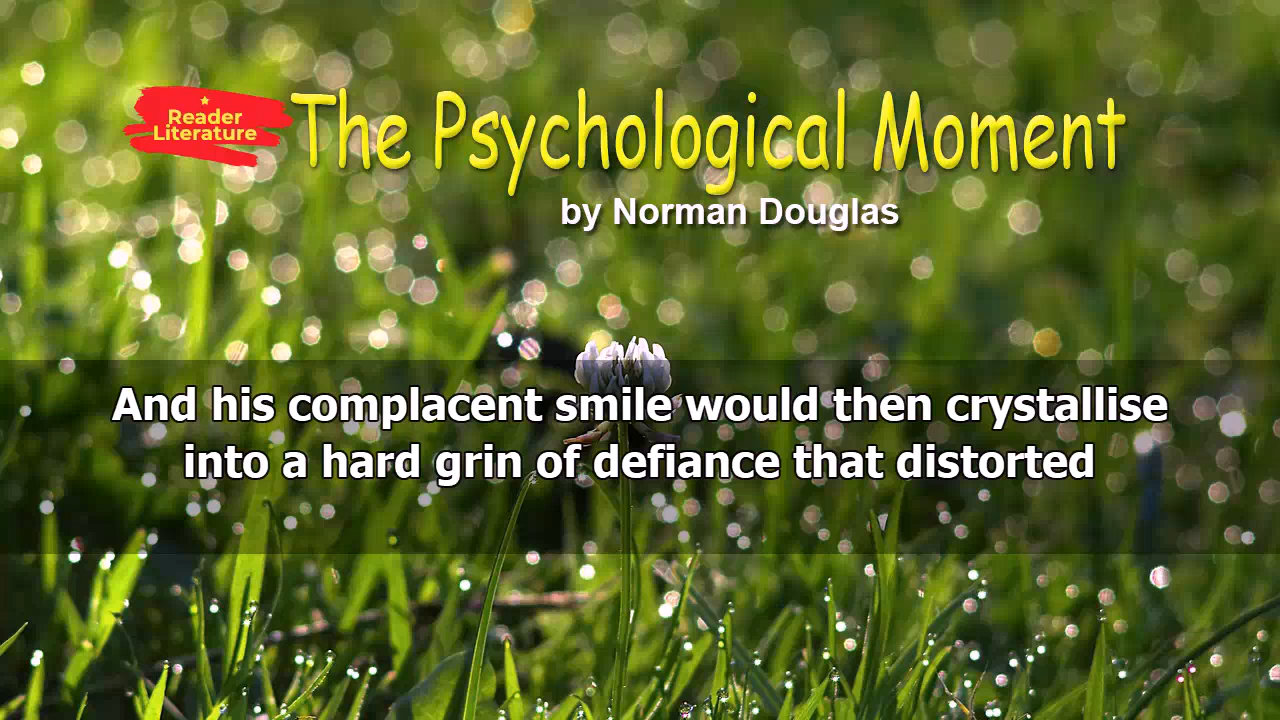 Reader
Literature
The Psychological Moment
by Norman Douglas
And his complacent smile would then crystallise
into a hard grin of defiance that distorted